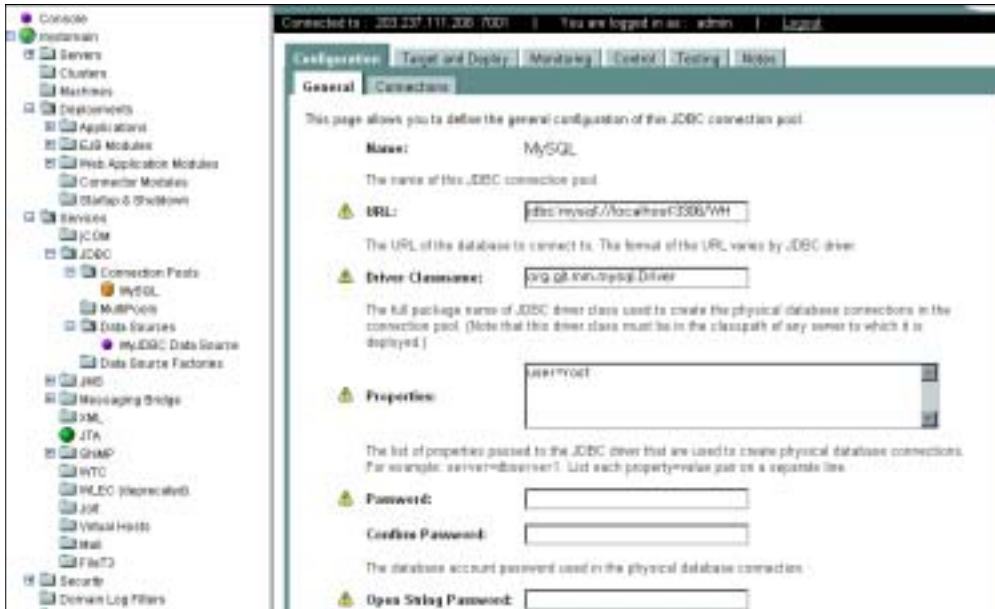 Console
mydomain
Servers
Clusters
Machines
Deployments
Applications
EJB Modules
Web Application Modules
Connector Modules
Startup & Shutdown
Services
jCOM
JDBC
Connection Pools
MySQL
MultiPools
Data Sources
MyJDBC Data Source
Data Source Factories
JMS
Messaging Bridge
XML
JTA
SNMP
WTC
WLEC (deprecated)
Jolt
Virtual Hosts
Mail
FileT3
Security
Domain Log Filters
Connected to : 203.237.111.206 :7001 | You are logged in as : admin | Logout
Configuration Target and Deploy Monitoring Control Testing Notes
General Connections
This page allows you to define the general configuration of this JDBC connection pool.
Name: MySQL
The name of this JDBC connection pool.
URL: jdbc:mysql://localhost:3306/WH
The URL of the database to connect to. The format of the URL varies by JDBC driver.
Driver Classname: org.gjt.mm.mysql.Driver
The full package name of JDBC driver class used to create the physical database connections in the
connection pool. (Note that this driver class must be in the classpath of any server to which it is
deployed.)
Properties: user=root
The list of properties passed to the JDBC driver that are used to create physical database connections.
For example: server=dbserver1. List each property=value pair on a separate line.
Password:
Confirm Password:
The database account password used in the physical database connection.
Open String Password: